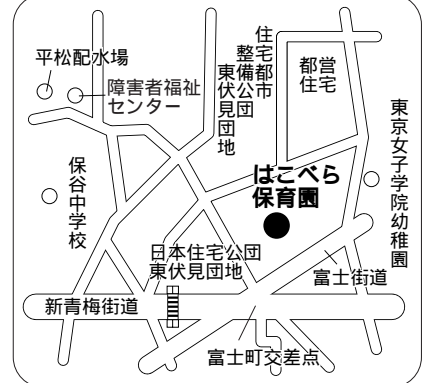 平松配水場
障害者福祉
センター
住宅都市
整備公団
東伏見団地
都営
住宅
東京女子学院幼稚園
保谷中学校
はこべら
保育園
日本住宅公団
東伏見団地
富士街道
新青梅街道
富士町交差点